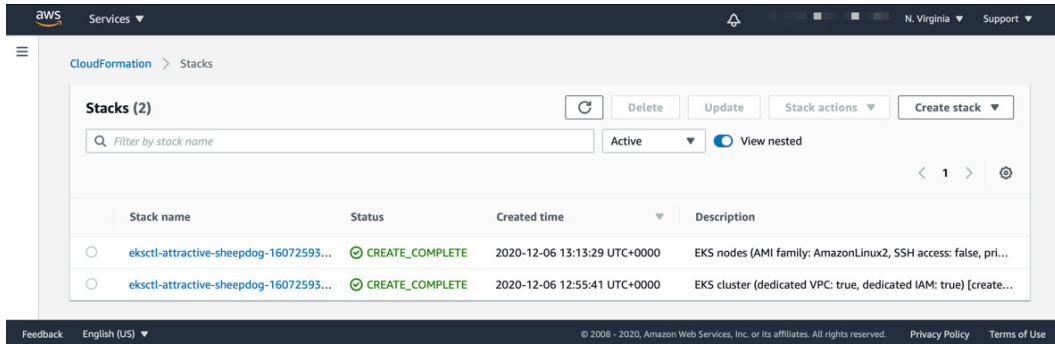 aws Services ▼ N. Virginia ▼ Support ▼
CloudFormation > Stacks
Stacks (2) Delete Update Stack actions ▼ Create stack ▼
Filter by stack name Active ▼ View nested
< 1 >
Stack name Status Created time ▼ Description
eksctl-attractive-sheepdog-16072593... CREATE_COMPLETE 2020-12-06 13:13:29 UTC+0000 EKS nodes (AMI family: AmazonLinux2, SSH access: false, pri...
eksctl-attractive-sheepdog-16072593... CREATE_COMPLETE 2020-12-06 12:55:41 UTC+0000 EKS cluster (dedicated VPC: true, dedicated IAM: true) [create...
Feedback English (US) ▼ © 2008 - 2020, Amazon Web Services, Inc. or its affiliates. All rights reserved. Privacy Policy Terms of Use